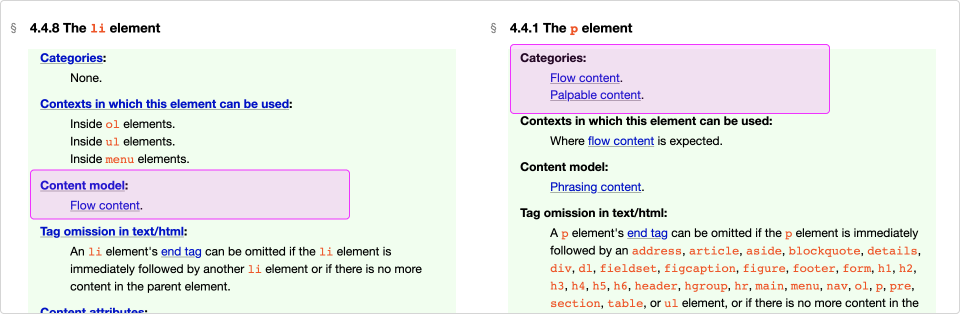 § 4.4.8 The li element
Categories:
None.
Contexts in which this element can be used:
Inside ol elements.
Inside ul elements.
Inside menu elements.
Content model:
Flow content.
Tag omission in text/html:
An li element's end tag can be omitted if the li element is
immediately followed by another li element or if there is no more
content in the parent element.
Content attributes:
§ 4.4.1 The p element
Categories:
Flow content.
Palpable content.
Contexts in which this element can be used:
Where flow content is expected.
Content model:
Phrasing content.
Tag omission in text/html:
A p element's end tag can be omitted if the p element is immediately
followed by an address, article, aside, blockquote, details,
div, dl, fieldset, figcaption, figure, footer, form, h1, h2,
h3, h4, h5, h6, header, hgroup, hr, main, menu, nav, ol, p, pre,
section, table, or ul element, or if there is no more content in the